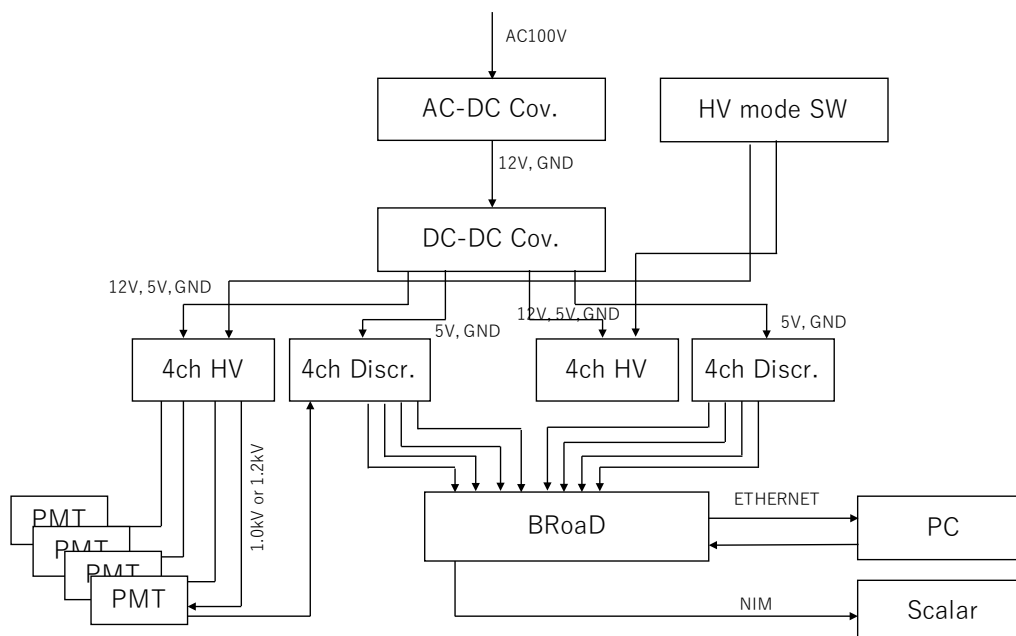 AC100V
AC-DC Cov.
HV mode SW
12V, GND
DC-DC Cov.
12V, 5V, GND
5V, GND
12V, 5V, GND
5V, GND
4ch HV
4ch Discr.
4ch HV
4ch Discr.
1.0kV or 1.2kV
PMT
PMT
PMT
PMT
BRoaD
ETHERNET
PC
NIM
Scalar